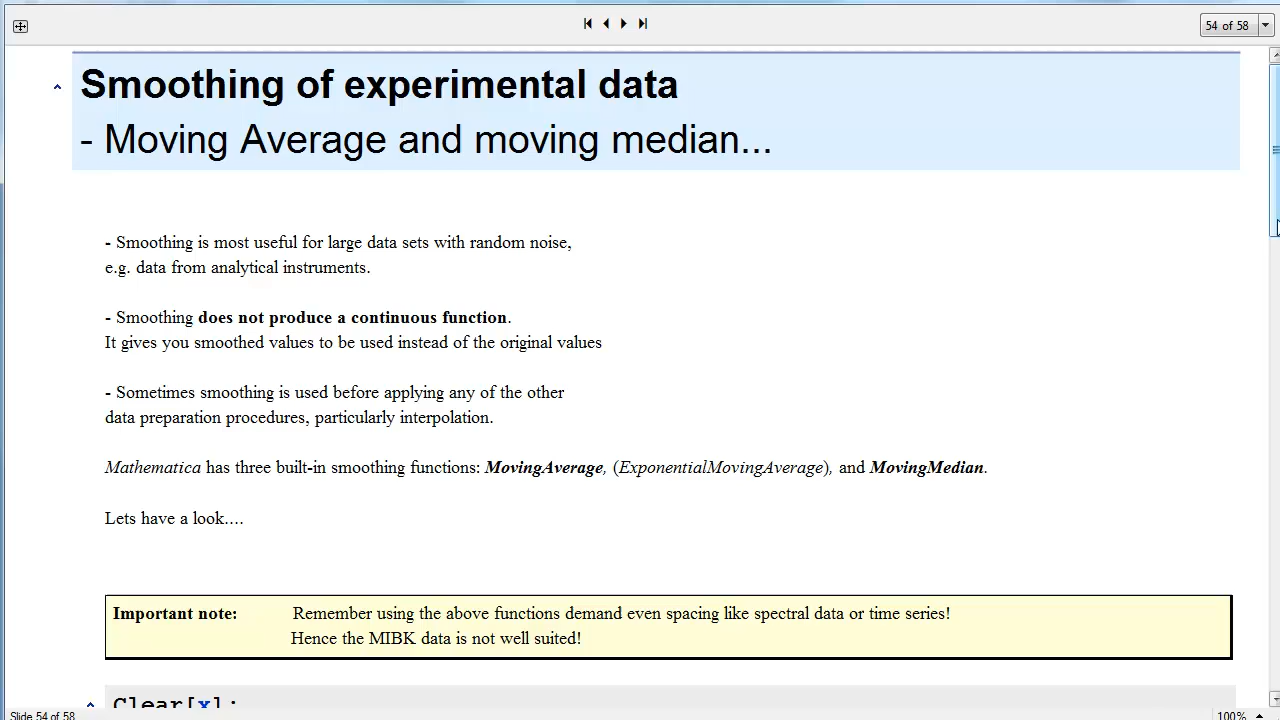 54 of 58
Smoothing of experimental data
- Moving Average and moving median...
- Smoothing is most useful for large data sets with random noise,
e.g. data from analytical instruments.
- Smoothing does not produce a continuous function.
It gives you smoothed values to be used instead of the original values
- Sometimes smoothing is used before applying any of the other
data preparation procedures, particularly interpolation.
Mathematica has three built-in smoothing functions: MovingAverage, (ExponentialMovingAverage), and MovingMedian.
Lets have a look....
Important note: Remember using the above functions demand even spacing like spectral data or time series!
Hence the MIBK data is not well suited!
Clear[x];
Slide 54 of 58 100%